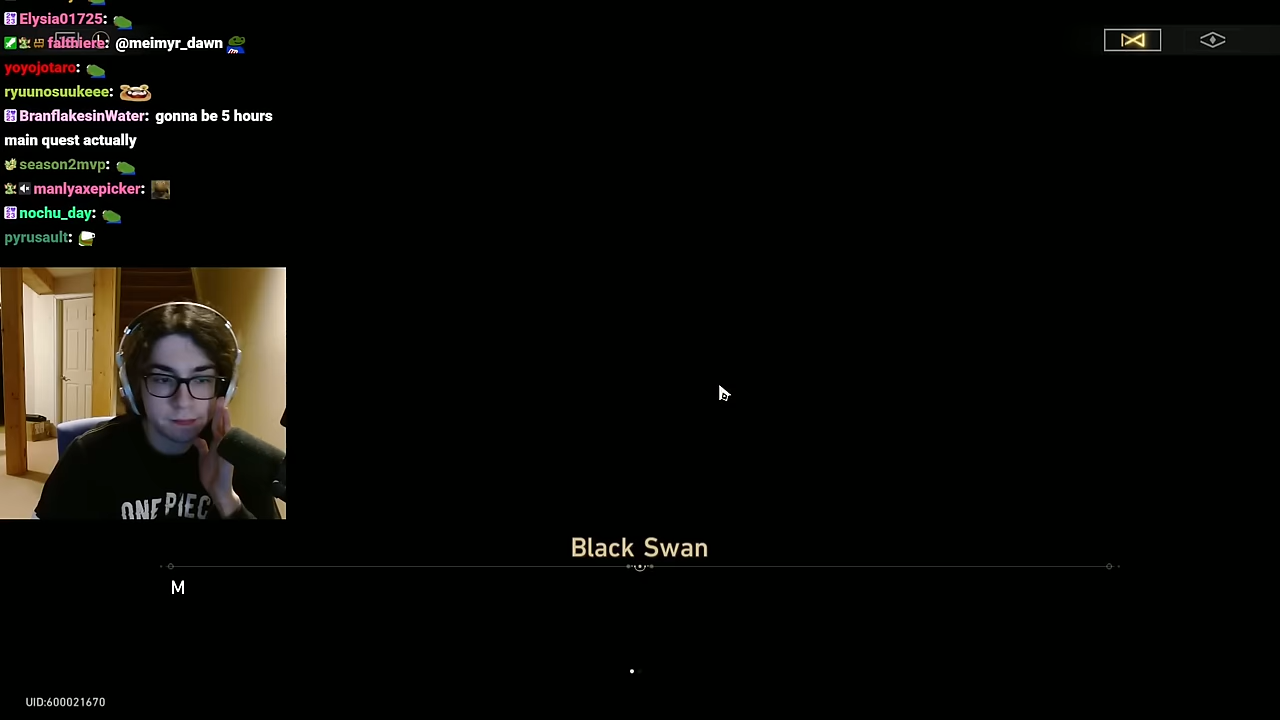 Elysia01725:
falthiere: @meimyr_dawn
yoyojotaro:
ryuunosuukeee:
BranflakesinWater: gonna be 5 hours
main quest actually
season2mvp:
manlyaxepicker:
nochu_day:
pyrusault:
ONE PIEC
Black Swan
M
UID:600021670